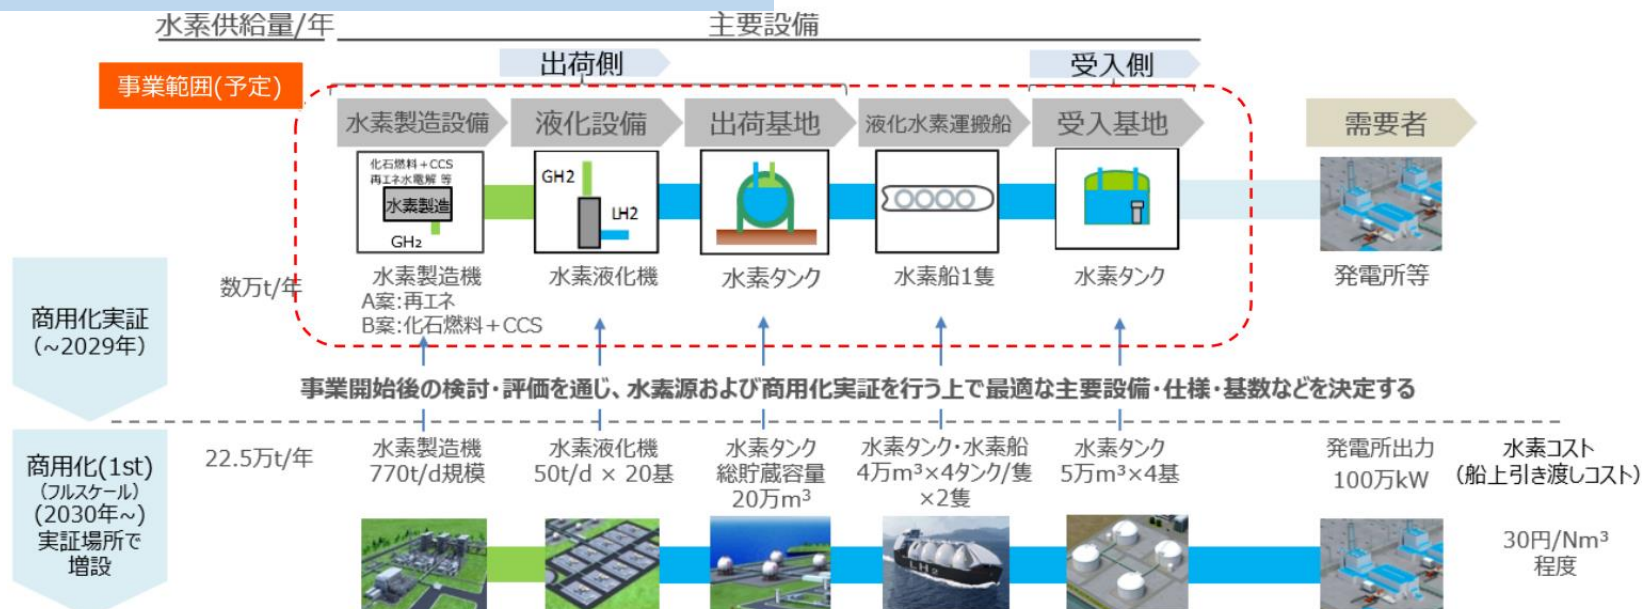 水素供給量/年
主要設備
出荷側
受入側
事業範囲(予定)
水素製造設備
液化設備
出荷基地
液化水素運搬船
受入基地
需要者
化石燃料+CCS
再エネ水電解 等
水素製造
GH₂
GH2
LH2
商用化実証
(~2029年)
数万t/年
水素製造機
A案:再エネ
B案:化石燃料+CCS
水素液化機
水素タンク
水素船1隻
水素タンク
発電所等
事業開始後の検討・評価を通じ、水素源および商用化実証を行う上で最適な主要設備・仕様・基数などを決定する
商用化(1st)
(フルスケール)
(2030年~)
実証場所で
増設
22.5万t/年
水素製造機
770t/d規模
水素液化機
50t/d × 20基
水素タンク
総貯蔵容量
20万m³
水素タンク・水素船
4万m³×4タンク/隻
×2隻
水素タンク
5万m³×4基
発電所出力
100万kW
水素コスト
(船上引き渡しコスト)
30円/Nm³
程度
LH2